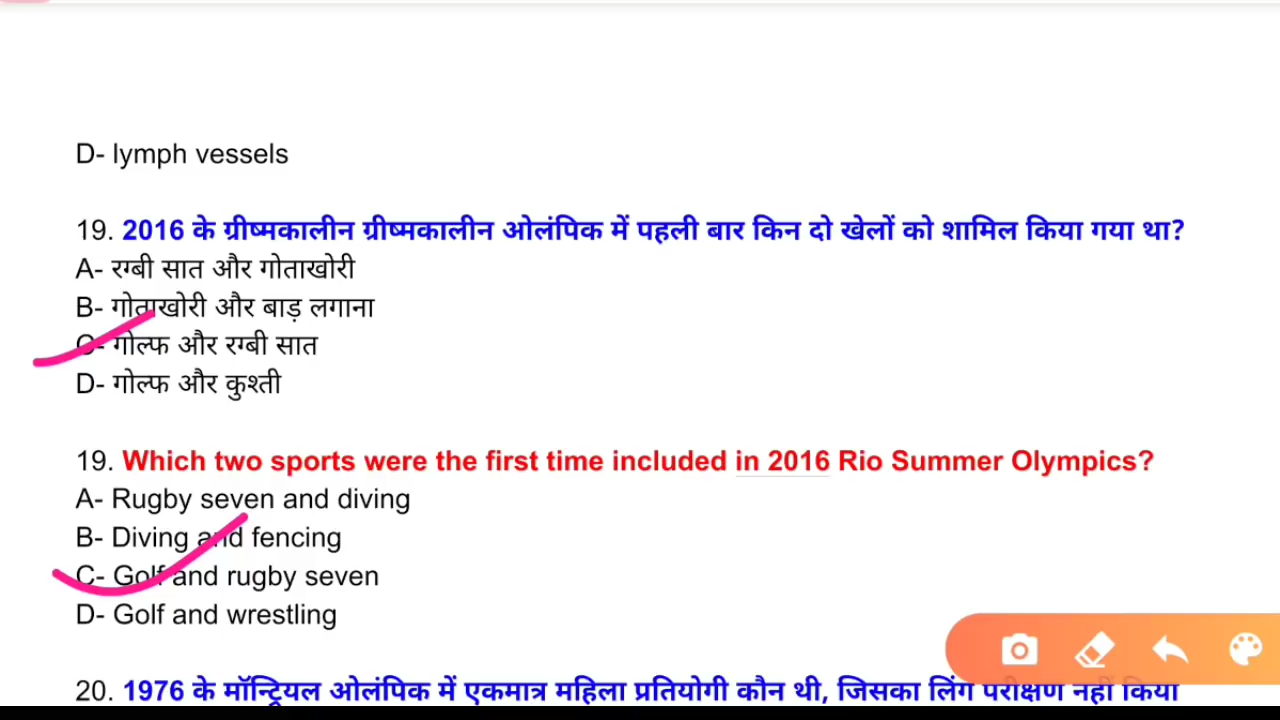 D- lymph vessels
19. 2016 के ग्रीष्मकालीन ग्रीष्मकालीन ओलंपिक में पहली बार किन दो खेलों को शामिल किया गया था?
A- रग्बी सात और गोताखोरी
B- गोताखोरी और बाड़ लगाना
C- गोल्फ और रग्बी सात
D- गोल्फ और कुश्ती
19. Which two sports were the first time included in 2016 Rio Summer Olympics?
A- Rugby seven and diving
B- Diving and fencing
C- Golf and rugby seven
D- Golf and wrestling
20. 1976 के मॉन्ट्रियल ओलंपिक में एकमात्र महिला प्रतियोगी कौन थी, जिसका लिंग परीक्षण नहीं किया